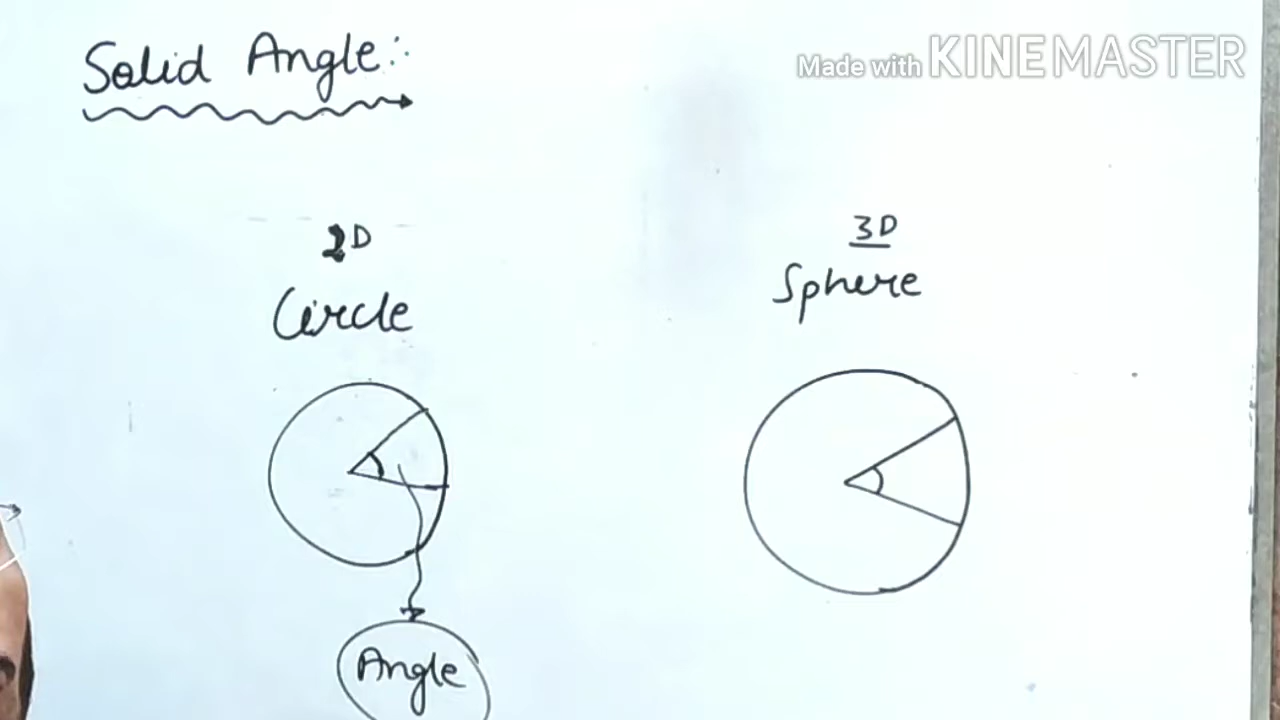 Solid Angle:
Made with KINEMASTER
2D
Circle
3D
Sphere
Angle